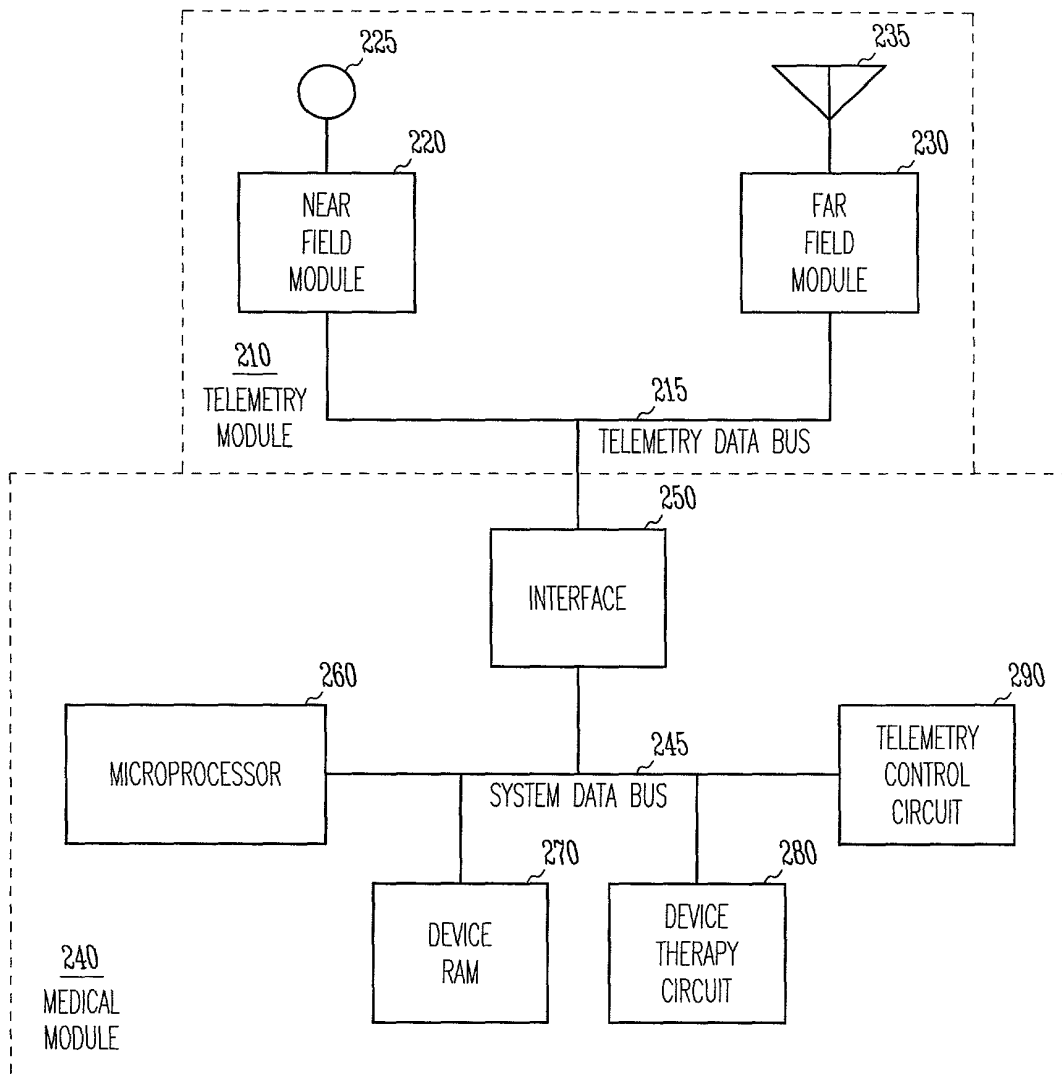 225
235
220
230
NEAR
FIELD
MODULE
FAR
FIELD
MODULE
210
TELEMETRY
MODULE
215
TELEMETRY DATA BUS
250
INTERFACE
260
MICROPROCESSOR
290
TELEMETRY
CONTROL
CIRCUIT
245
SYSTEM DATA BUS
270
DEVICE
RAM
280
DEVICE
THERAPY
CIRCUIT
240
MEDICAL
MODULE